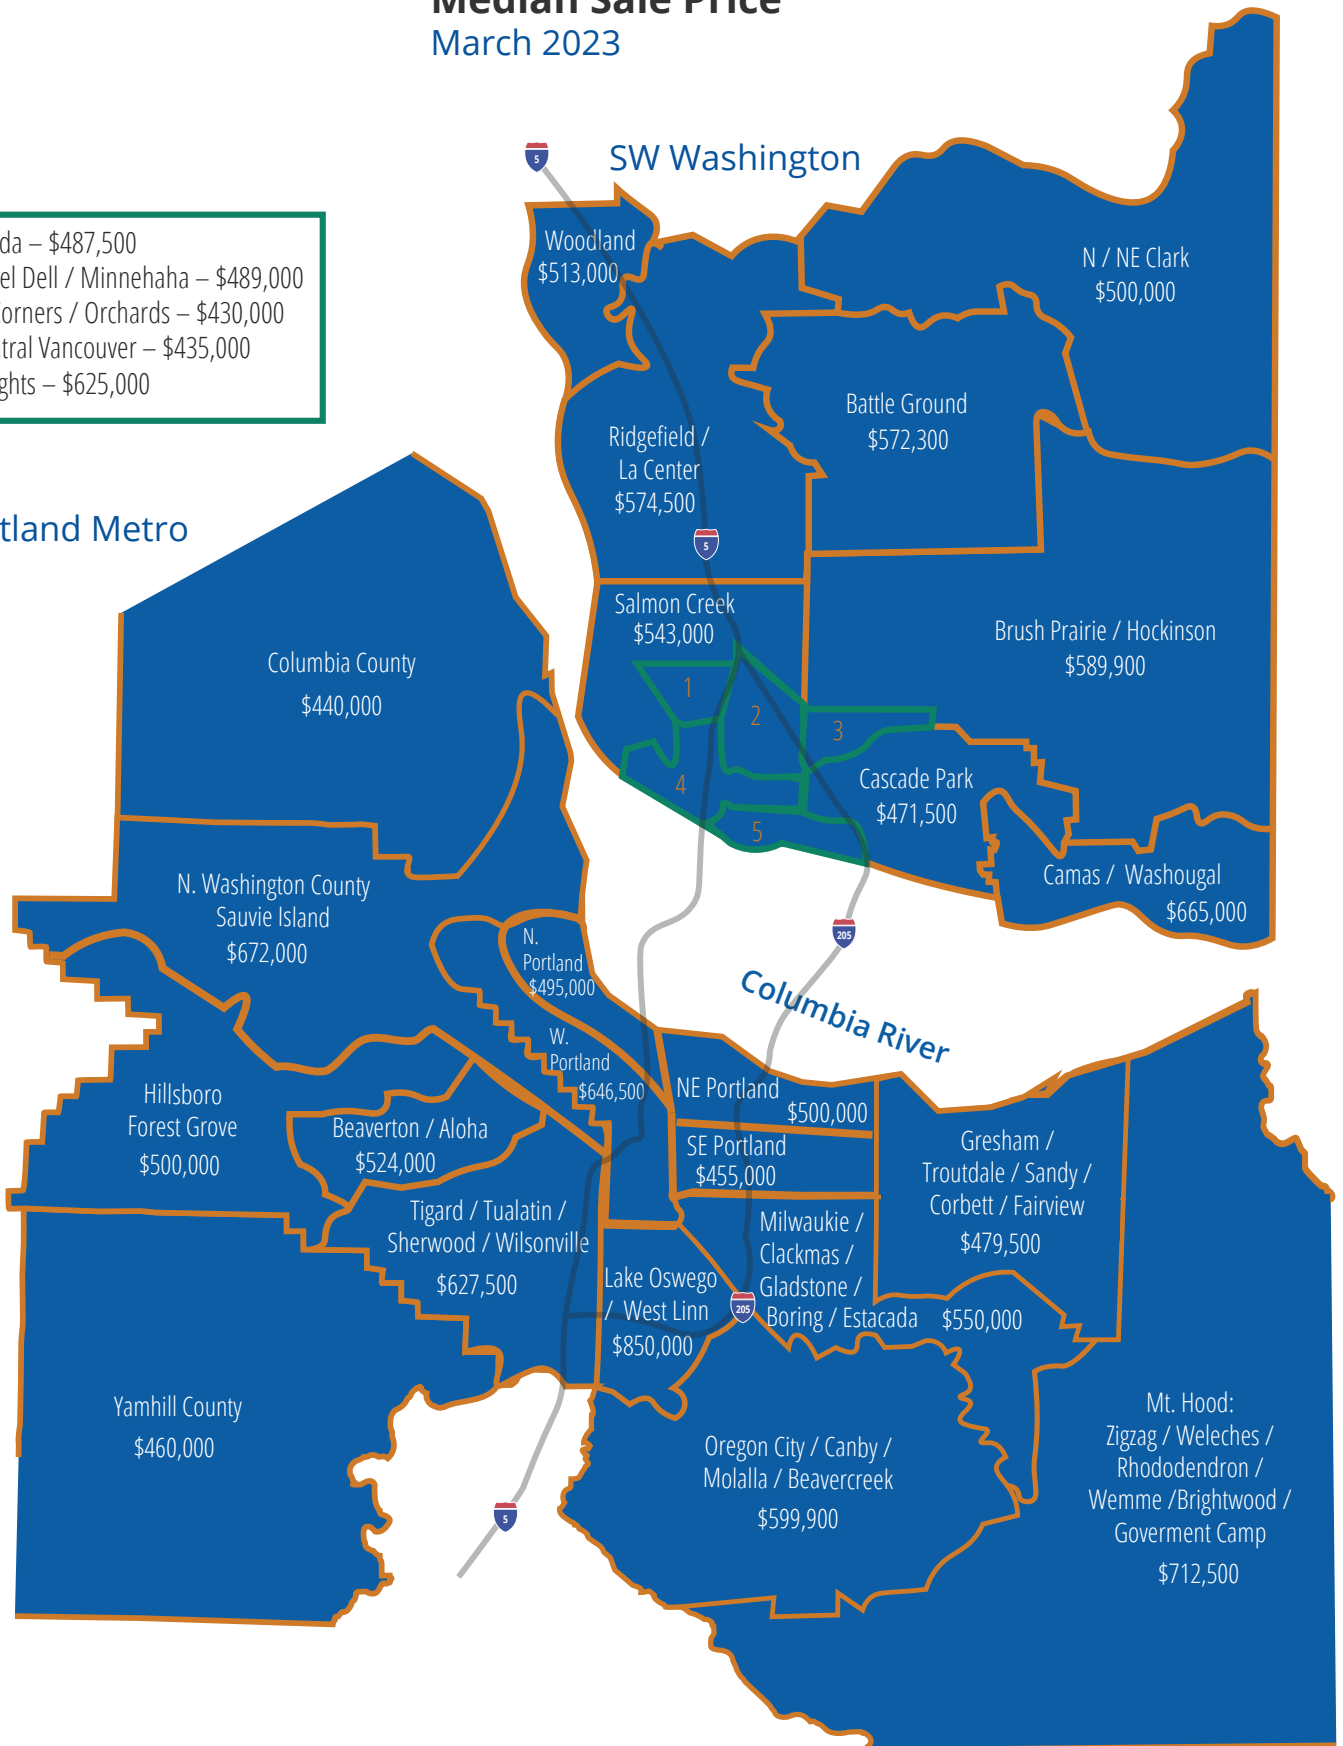 Median Sale Price
March 2023
SW Washington
da – $487,500
el Dell / Minnehaha – $489,000
orners / Orchards – $430,000
tral Vancouver – $435,000
ghts – $625,000
tland Metro
5
Woodland
$513,000
N / NE Clark
$500,000
Battle Ground
$572,300
Ridgefield /
La Center
$574,500
5
Salmon Creek
$543,000
Brush Prairie / Hockinson
$589,900
1
2
3
4
5
Cascade Park
$471,500
Camas / Washougal
$665,000
205
Columbia River
Columbia County
$440,000
N. Washington County
Sauvie Island
$672,000
N.
Portland
$495,000
W.
Portland
$646,500
NE Portland
$500,000
SE Portland
$455,000
Hillsboro
Forest Grove
$500,000
Beaverton / Aloha
$524,000
Tigard / Tualatin /
Sherwood / Wilsonville
$627,500
Gresham /
Troutdale / Sandy /
Corbett / Fairview
$479,500
Milwaukie /
Clackmas /
Gladstone /
Boring / Estacada
$550,000
Lake Oswego
/ West Linn
$850,000
205
Yamhill County
$460,000
Oregon City / Canby /
Molalla / Beavercreek
$599,900
Mt. Hood:
Zigzag / Weleches /
Rhododendron /
Wemme /Brightwood /
Goverment Camp
$712,500
5